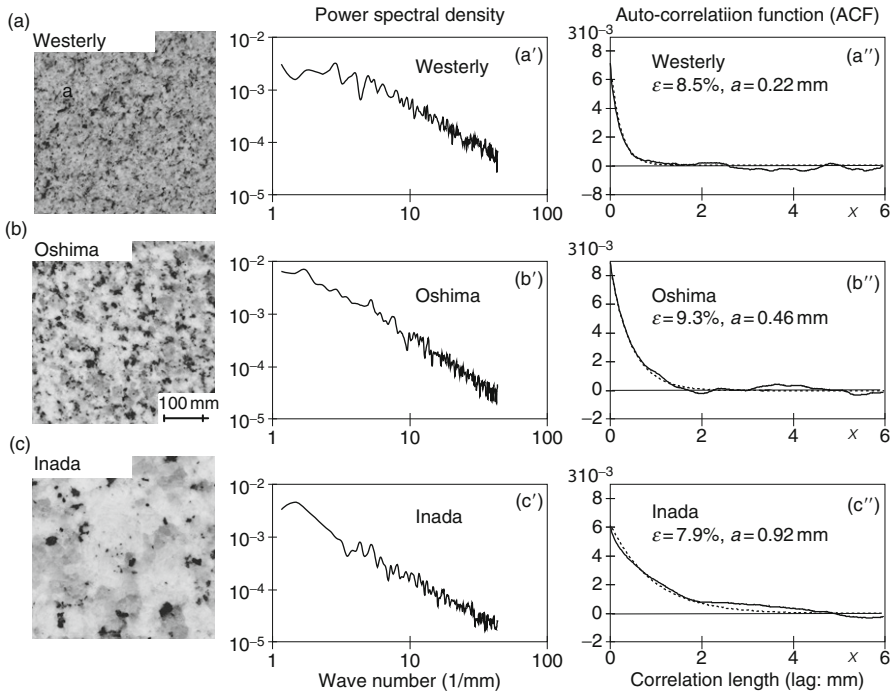 Power spectral density
Auto-correlatiion function (ACF)
(a)
Westerly
a
10−2
10−3
10−4
10−5
Westerly
(a′)
1
10
100
310−3
8
6
4
2
0
−8
Westerly
ε=8.5%, a=0.22 mm
(a′′)
0
2
4
x
6
(b)
Oshima
100 mm
10−2
10−3
10−4
10−5
Oshima
(b′)
1
10
100
310−3
8
6
4
2
0
−2
Oshima
ε=9.3%, a=0.46 mm
(b′′)
0
2
4
x
6
(c)
Inada
10−2
10−3
10−4
10−5
Inada
(c′)
1
10
100
Wave number (1/mm)
310−3
8
6
4
2
0
−2
Inada
ε=7.9%, a=0.92 mm
(c′′)
0
2
4
x
6
Correlation length (lag: mm)